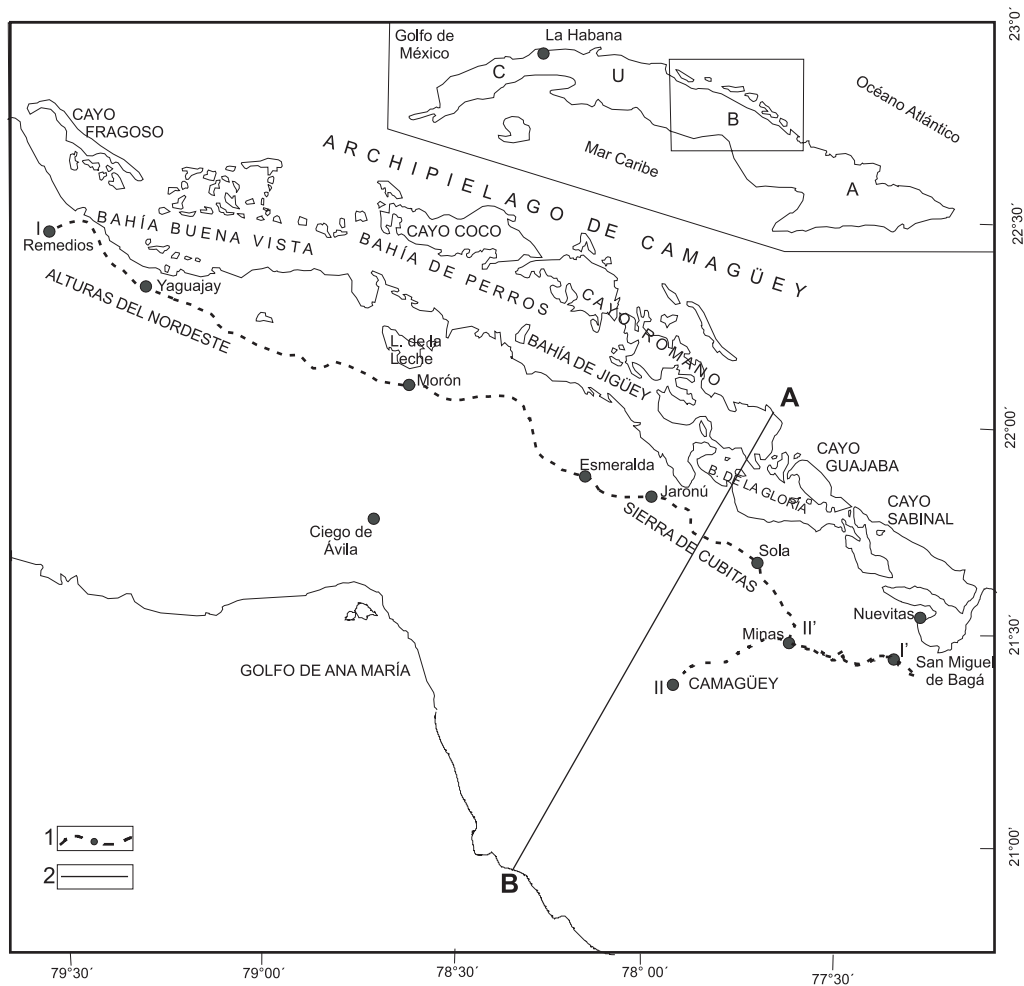 Golfo de
México
La Habana
C
U
B
A
Océano Atlántico
Mar Caribe
23°0´
CAYO
FRAGOSO
ARCHIPIELAGO DE CAMAGÜEY
I
Remedios
BAHÍA BUENA VISTA
CAYO COCO
22°30´
Yaguajay
BAHÍA DE PERROS
ALTURAS DEL NORDESTE
CAYO ROMANO
L. de la
Leche
BAHÍA DE JIGÜEY
Morón
A
22°00´
CAYO
GUAJABA
Esmeralda
B. DE LA GLORIA
Jaronú
CAYO
SABINAL
SIERRA DE CUBITAS
Ciego de
Ávila
Sola
Nuevitas
Minas
II'
21°30´
I'
San Miguel
de Bagá
GOLFO DE ANA MARÍA
II
CAMAGÜEY
1
2
B
21°00´
79°30´
79°00´
78°30´
78°00´
77°30´